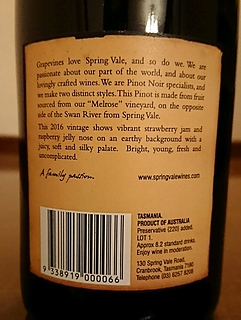 Grapevines love Spring Vale, and so do we. We are
passionate about our part of the world, and about our
lovingly crafted wines. We are Pinot Noir specialists, and
we make two distinct styles. This Pinot is made from fruit
sourced from our "Melrose" vineyard, on the opposite
side of the Swan River from Spring Vale.
This 2016 vintage shows vibrant strawberry jam and
raspberry jelly nose on an earthy background with a
juicy, soft and silky palate. Bright, young, fresh and
uncomplicated.
A family passion. www.springvalewines.com
TASMANIA.
PRODUCT OF AUSTRALIA
Preservative (220) added.
LOT 1.
Approx 8.2 standard drinks.
Enjoy wine in moderation.
130 Spring Vale Road,
Cranbrook, Tasmania 7190
Telephone (03) 6257 8208
9 338919 000066